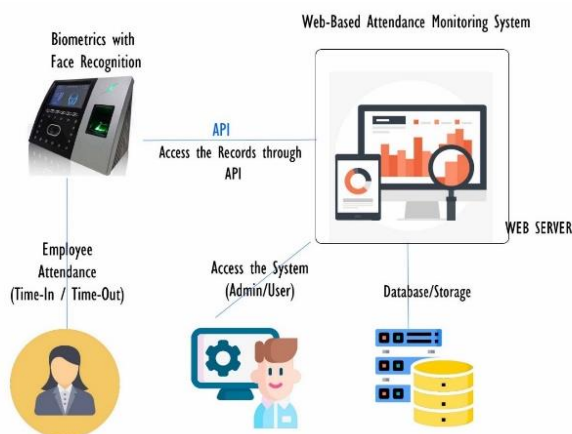 Web-Based Attendance Monitoring System
Biometrics with
Face Recognition
API
Access the Records through
API
WEB SERVER
Employee
Attendance
(Time-In / Time-Out)
Access the System
(Admin/User)
Database/Storage